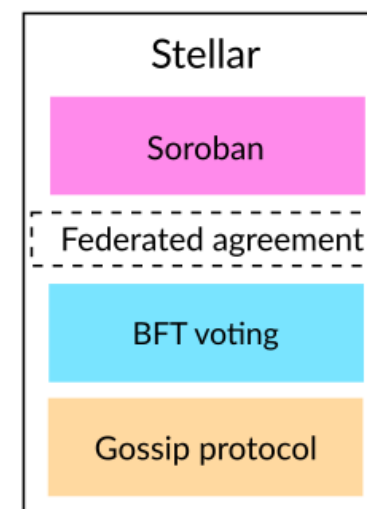 Stellar
Soroban
Federated agreement
BFT voting
Gossip protocol